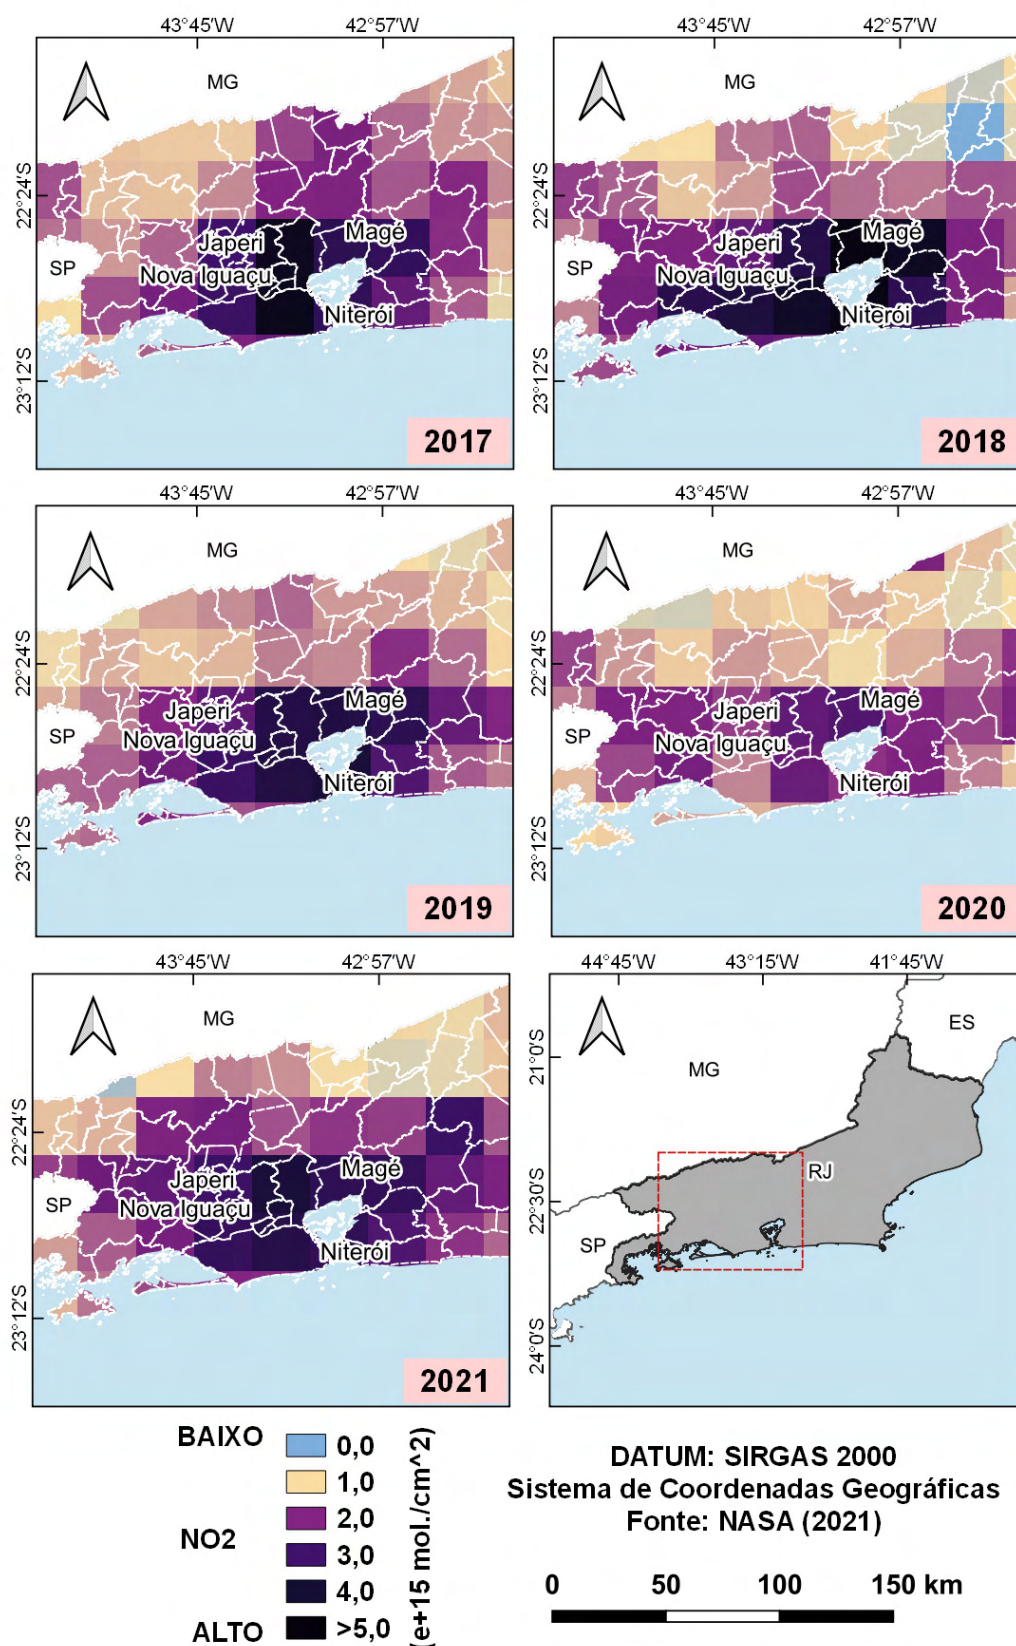 43°45'W 42°57'W 43°45'W 42°57'W
MG MG
22°24'S 22°24'S
Japeri Magé Japeri Magé
SP Nova Iguaçu SP Nova Iguaçu
Niterói Niterói
23°12'S 23°12'S
2017 2018
43°45'W 42°57'W 43°45'W 42°57'W
MG MG
22°24'S 22°24'S
Japeri Magé Japeri Magé
SP Nova Iguaçu SP Nova Iguaçu
Niterói Niterói
23°12'S 23°12'S
2019 2020
43°45'W 42°57'W 44°45'W 43°15'W 41°45'W
MG ES
21°0'S
MG
22°24'S
Japeri Magé RJ
SP Nova Iguaçu 22°30'S
Niterói SP
23°12'S 24°0'S
2021
BAIXO 0,0
1,0
2,0
NO2 3,0
4,0
ALTO >5,0
(e+15 mol./cm^2)
DATUM: SIRGAS 2000
Sistema de Coordenadas Geográficas
Fonte: NASA (2021)
0 50 100 150 km